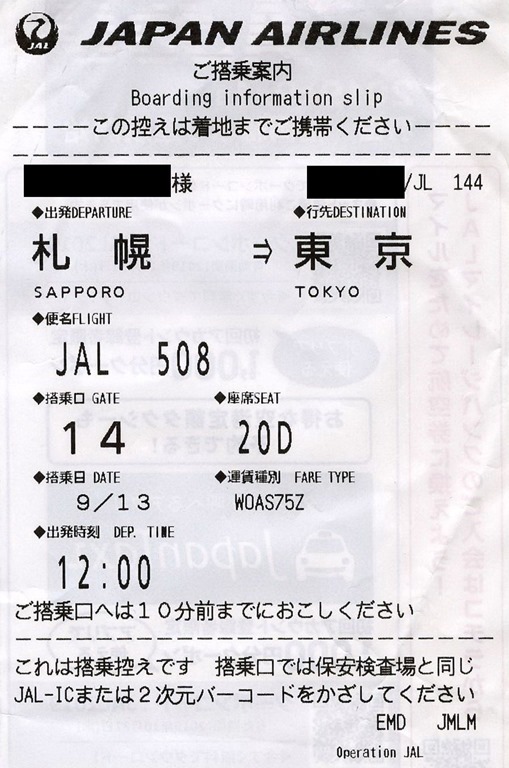 JAL
JAPAN AIRLINES
ご搭乗案内
Boarding information slip
----この控えは着地までご携帯ください----
様 /JL 144
◆出発DEPARTURE ◆行先DESTINATION
札幌 ⇒ 東京
SAPPORO TOKYO
◆便名FLIGHT
JAL 508
◆搭乗口 GATE ◆座席SEAT
14 20D
◆搭乗日 DATE ◆運賃種別 FARE TYPE
9/13 WOAS75Z
◆出発時刻 DEP. TIME
12:00
ご搭乗口へは10分前までにおこしください
これは搭乗控えです 搭乗口では保安検査場と同じ
JAL-ICまたは2次元バーコードをかざしてください
EMD JMLM
Operation JAL